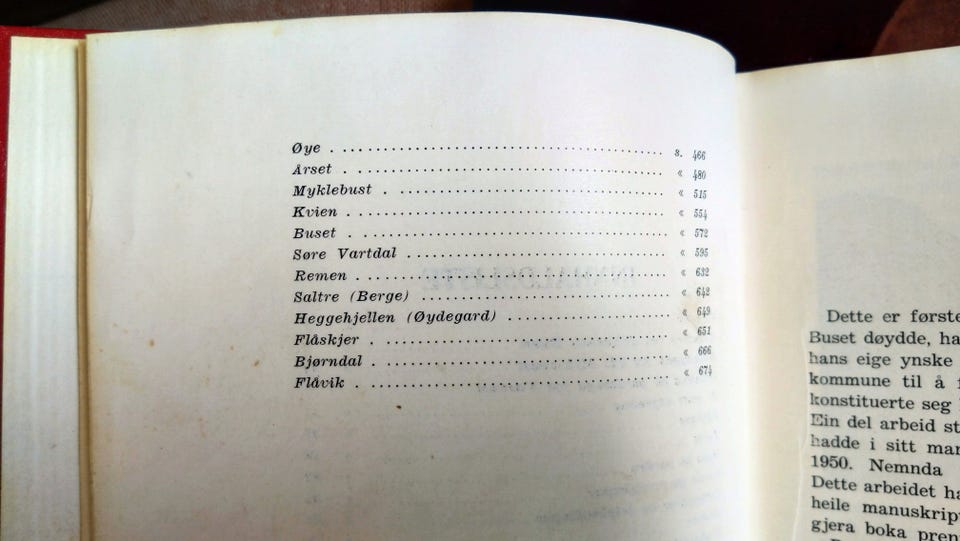 Øye . ............................................. s. 466
Årset . ............................................ « 480
Myklebust . ........................................ « 515
Kvien . ............................................ « 554
Buset . ............................................ « 572
Søre Vartdal . ..................................... « 595
Remen . ............................................ « 632
Saltre (Berge) ..................................... « 642
Heggehjellen (Øydegard) ............................ « 649
Flåskjer . ......................................... « 651
Bjørndal . ......................................... « 666
Flåvik . ........................................... « 674
Dette er første
Buset døydde, ha
hans eige ynske
kommune til å
konstituerte seg
Ein del arbeid st
hadde i sitt man
1950. Nemnda
Dette arbeidet ha
heile manuskrip
gjera boka pren